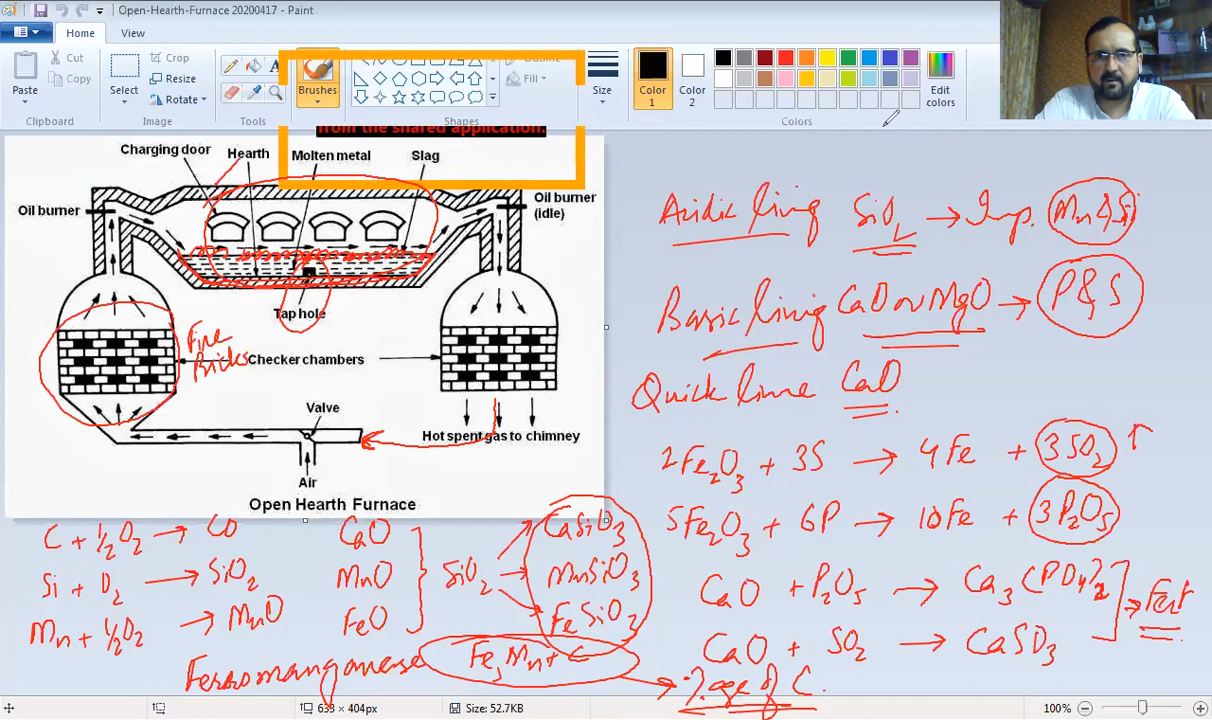 Open-Hearth-Furnace 20200417 - Paint
Home View
Paste
Cut
Copy
Clipboard
Select
Crop
Resize
Rotate
Image
A
Tools
Brushes
Outline
Fill
Shapes
Size
Color 1
Color 2
Edit colors
Colors
from the shared application.
Charging door Hearth Molten metal Slag
Oil burner
Oil burner (idle)
Tap hole
Fire Bricks
Checker chambers
Valve
Hot spent gas to chimney
Air
Open Hearth Furnace
Acidic lining SiO2 → Imp. Mn & Si
Basic lining CaO or MgO → P & S
Quick lime CaO
2Fe2O3 + 3S → 4Fe + 3SO2 ↑
5Fe2O3 + 6P → 10Fe + 3P2O5
CaO + P2O5 → Ca3(PO4)2
CaO + SO2 → CaSO3
→ Fert
C + 1/2O2 → CO
Si + O2 → SiO2
Mn + 1/2O2 → MnO
CaO
MnO
FeO
SiO2
CaSiO3
MnSiO3
FeSiO3
Ferromanganese Fe, Mn + C → %age of C.
633 × 404px Size: 52.7KB 100%